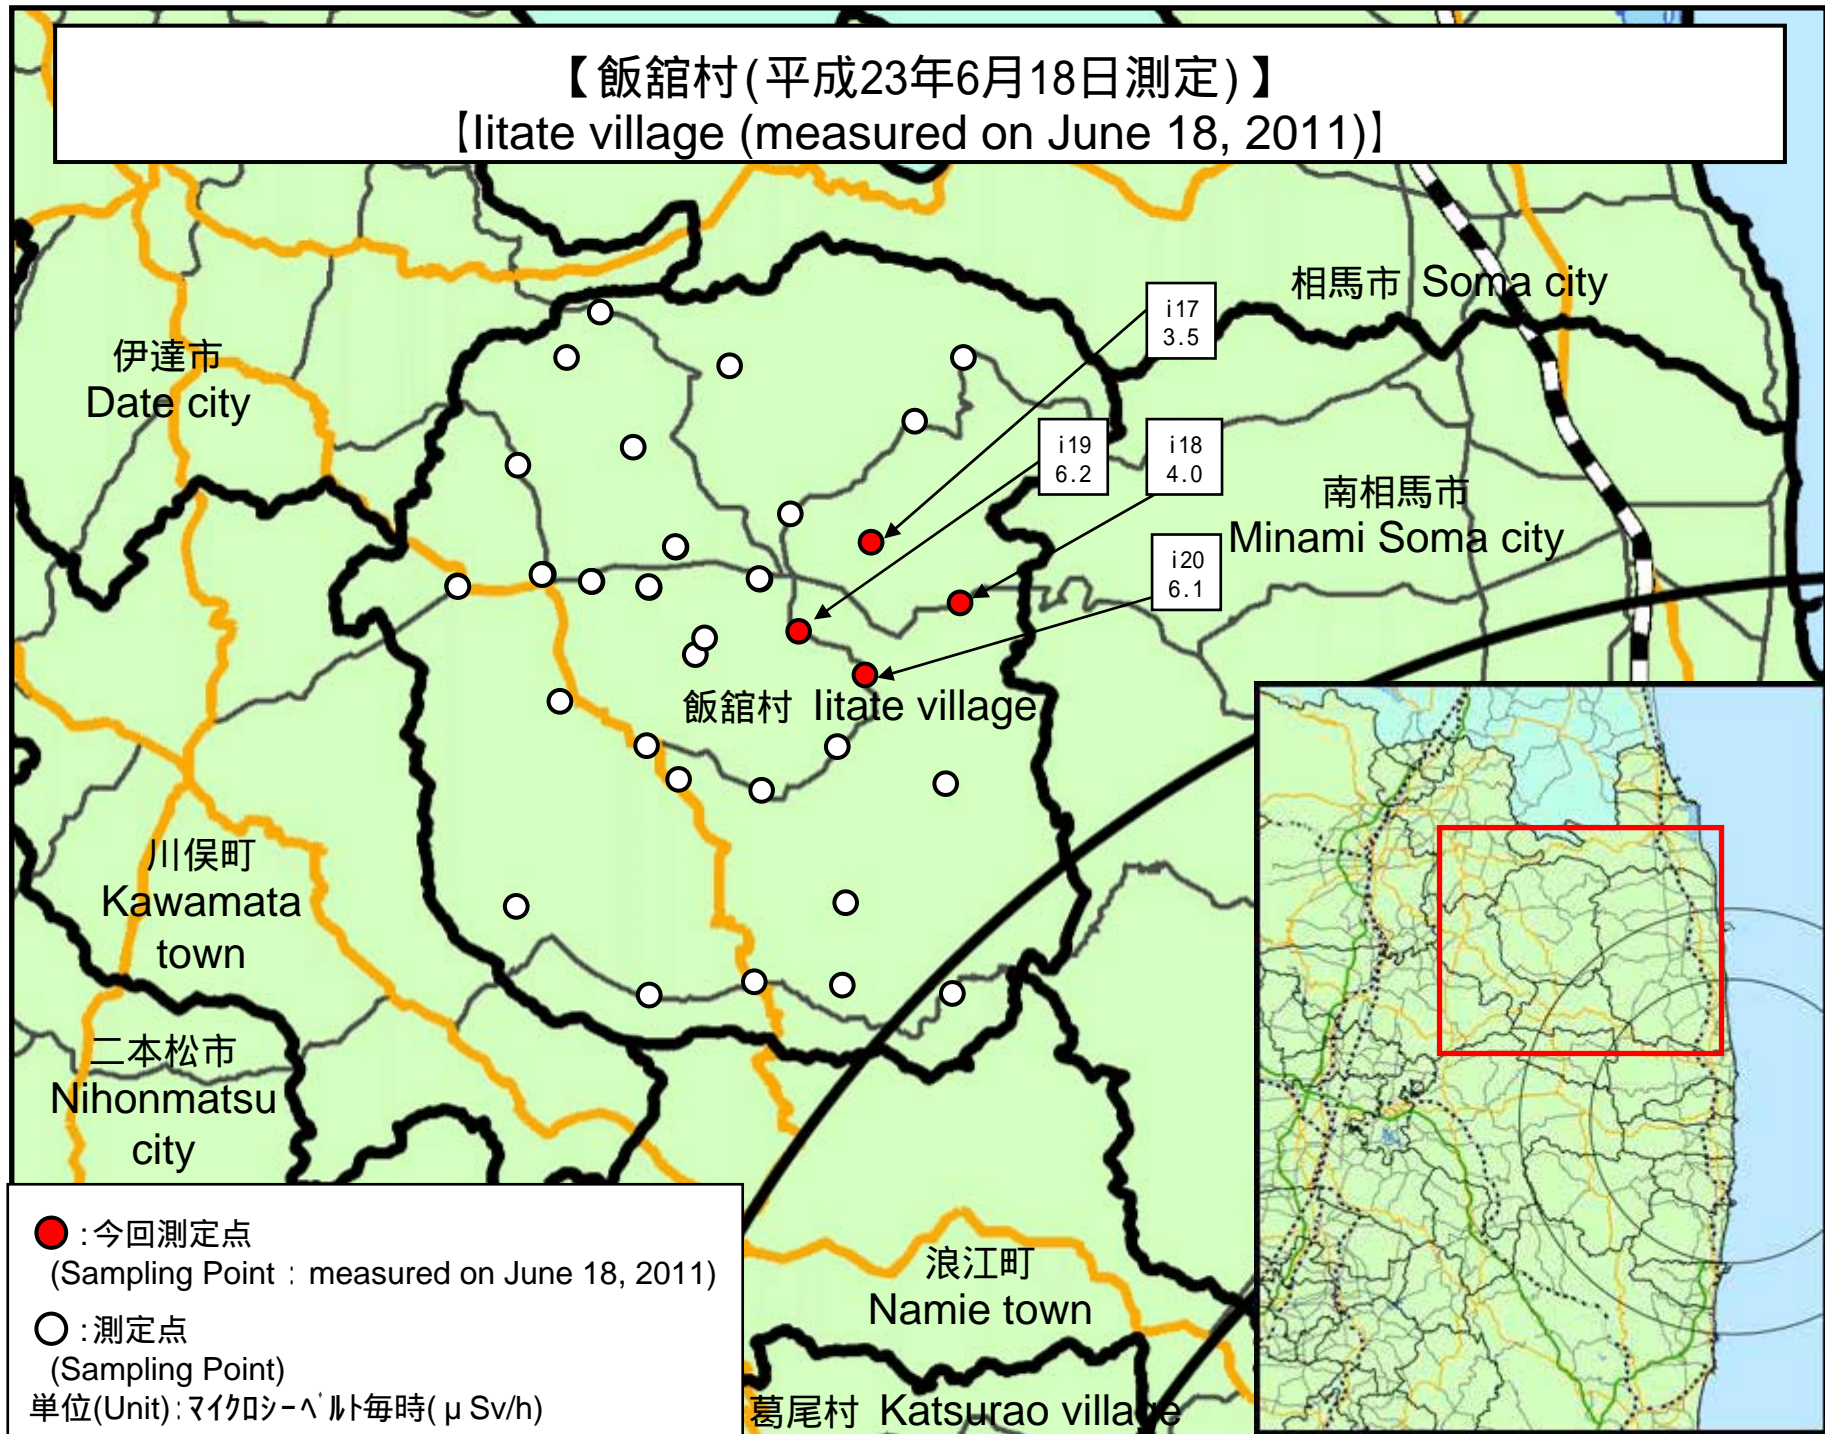 【飯舘村(平成23年6月18日測定)】
【Iitate village (measured on June 18, 2011)】
相馬市 Soma city
i17
3.5
伊達市
Date city
i19
6.2
i18
4.0
南相馬市
Minami Soma city
i20
6.1
飯舘村 Iitate village
川俣町
Kawamata
town
二本松市
Nihonmatsu
city
:今回測定点
(Sampling Point : measured on June 18, 2011)
:測定点
(Sampling Point)
単位(Unit):マイクロシーベルト毎時(μSv/h)
浪江町
Namie town
葛尾村 Katsurao village